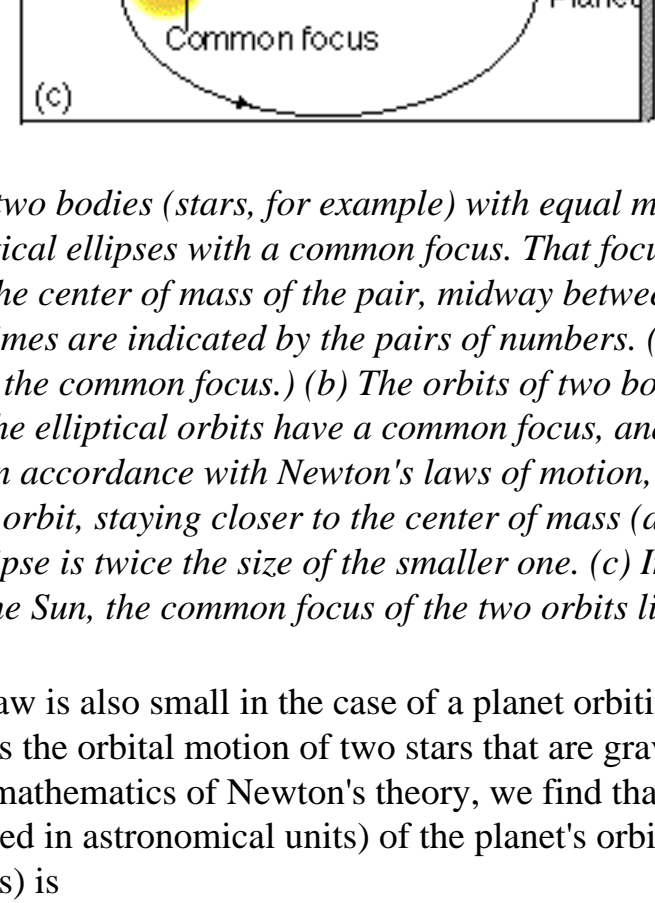 Planet
Common focus
(c)
two bodies (stars, for example) with equal m
tical ellipses with a common focus. That focu
he center of mass of the pair, midway betwee
imes are indicated by the pairs of numbers. (
the common focus.) (b) The orbits of two bo
he elliptical orbits have a common focus, and
n accordance with Newton's laws of motion,
orbit, staying closer to the center of mass (a
pse is twice the size of the smaller one. (c) I
he Sun, the common focus of the two orbits li
aw is also small in the case of a planet orbiti
s the orbital motion of two stars that are grav
mathematics of Newton's theory, we find tha
ed in astronomical units) of the planet's orbi
s) is